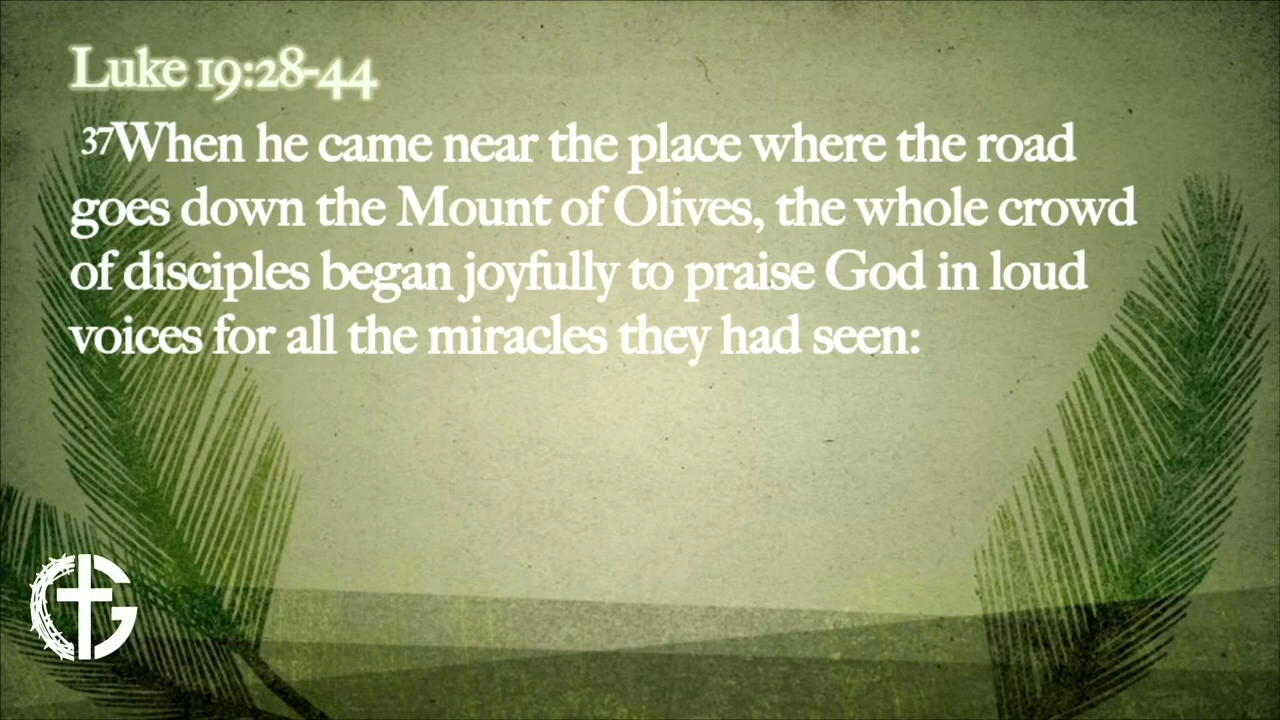 Luke 19:28-44
37When he came near the place where the road
goes down the Mount of Olives, the whole crowd
of disciples began joyfully to praise God in loud
voices for all the miracles they had seen: